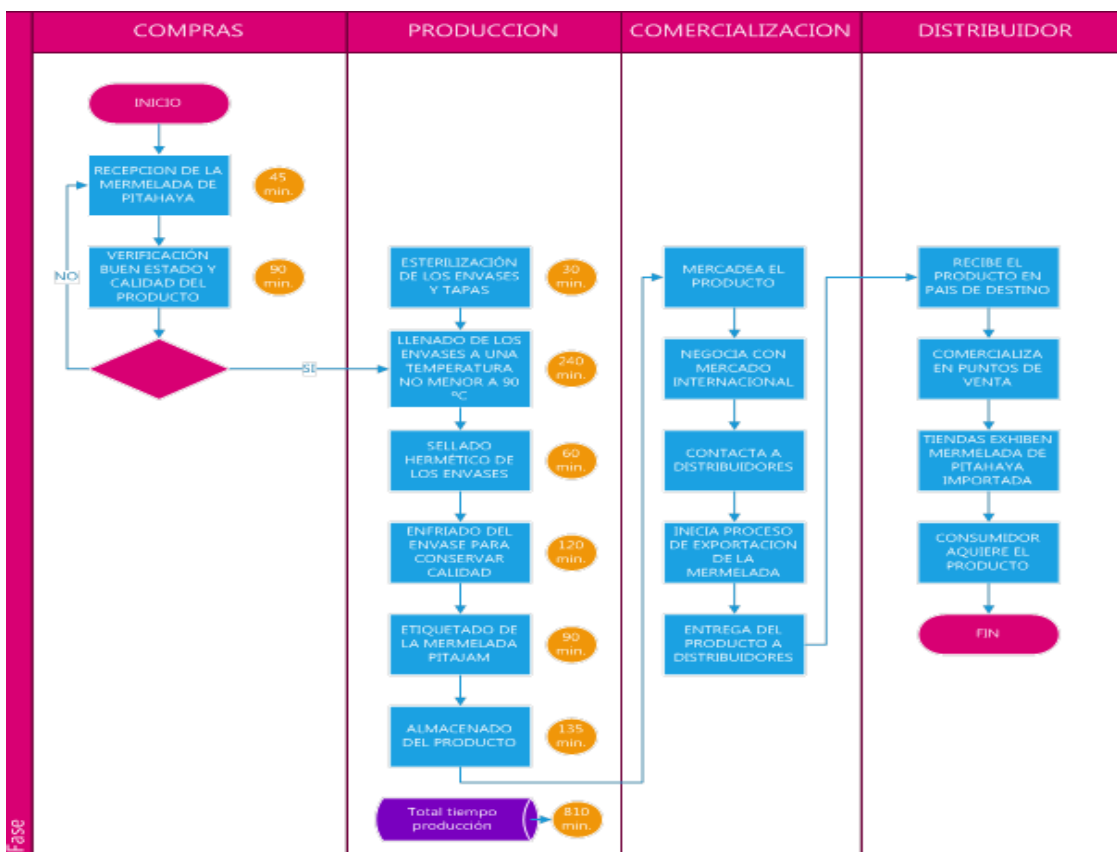 COMPRAS
PRODUCCION
COMERCIALIZACION
DISTRIBUIDOR
Fase
INICIO
RECEPCION DE LA
MERMELADA DE
PITAHAYA
45
min.
VERIFICACIÓN
BUEN ESTADO Y
CALIDAD DEL
PRODUCTO
90
min.
NO
SI
ESTERILIZACIÓN
DE LOS ENVASES
Y TAPAS
30
min.
LLENADO DE LOS
ENVASES A UNA
TEMPERATURA
NO MENOR A 90
ºC
240
min.
SELLADO
HERMÉTICO DE
LOS ENVASES
60
min.
ENFRIADO DEL
ENVASE PARA
CONSERVAR
CALIDAD
120
min.
ETIQUETADO DE
LA MERMELADA
PITAJAM
90
min.
ALMACENADO
DEL PRODUCTO
135
min.
Total tiempo
producción
810
min.
MERCADEA EL
PRODUCTO
NEGOCIA CON
MERCADO
INTERNACIONAL
CONTACTA A
DISTRIBUIDORES
INICIA PROCESO
DE EXPORTACION
DE LA
MERMELADA
ENTREGA DEL
PRODUCTO A
DISTRIBUIDORES
RECIBE EL
PRODUCTO EN
PAIS DE DESTINO
COMERCIALIZA
EN PUNTOS DE
VENTA
TIENDAS EXHIBEN
MERMELADA DE
PITAHAYA
IMPORTADA
CONSUMIDOR
AQUIERE EL
PRODUCTO
FIN